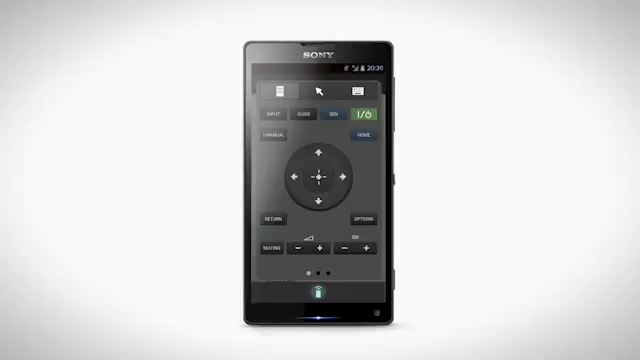 SONY
20:39
INPUT GUIDE SEN I/⏻
i-MANUAL HOME
RETURN OPTIONS
CH
MUTING − + − +